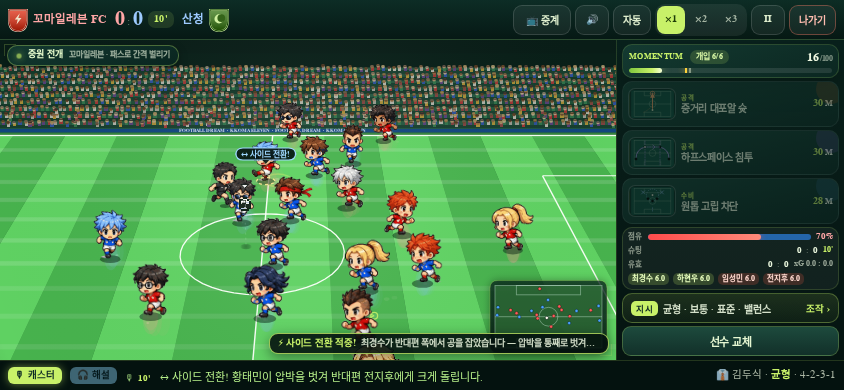 꼬마일레븐 FC 0 : 0 10' 산청
📺 중계 🔊 자동 ×1 ×2 ×3 II 나가기
중원 전개 꼬마일레븐 · 패스로 간격 벌리기
MOMENTUM 개입 6/6 16/100
FOOTBALL DREAM · KKOMA ELEVEN · FOOTBALL DREAM · KKOMA ELEVEN
↔ 사이드 전환!
공격
중거리 대포알 슛
30 M
공격
하프스페이스 침투
30 M
수비
원톱 고립 차단
28 M
점유 70%
슈팅 0 : 0 10'
유효 0 : 0 xG 0.0 : 0.0
최경수 6.0 하현우 6.0 임성민 6.0 전지후 6.0
지시 균형 · 보통 · 표준 · 밸런스 조작 ›
선수 교체
⚡ 사이드 전환 적중! 최경수가 반대편 폭에서 공을 잡았습니다 — 압박을 통째로 벗겨…
🎙 캐스터 🎧 해설 🎙 10' ↔ 사이드 전환! 황태민이 압박을 벗겨 반대편 전지후에게 크게 돌립니다.
👔 김두식 · 균형 · 4-2-3-1